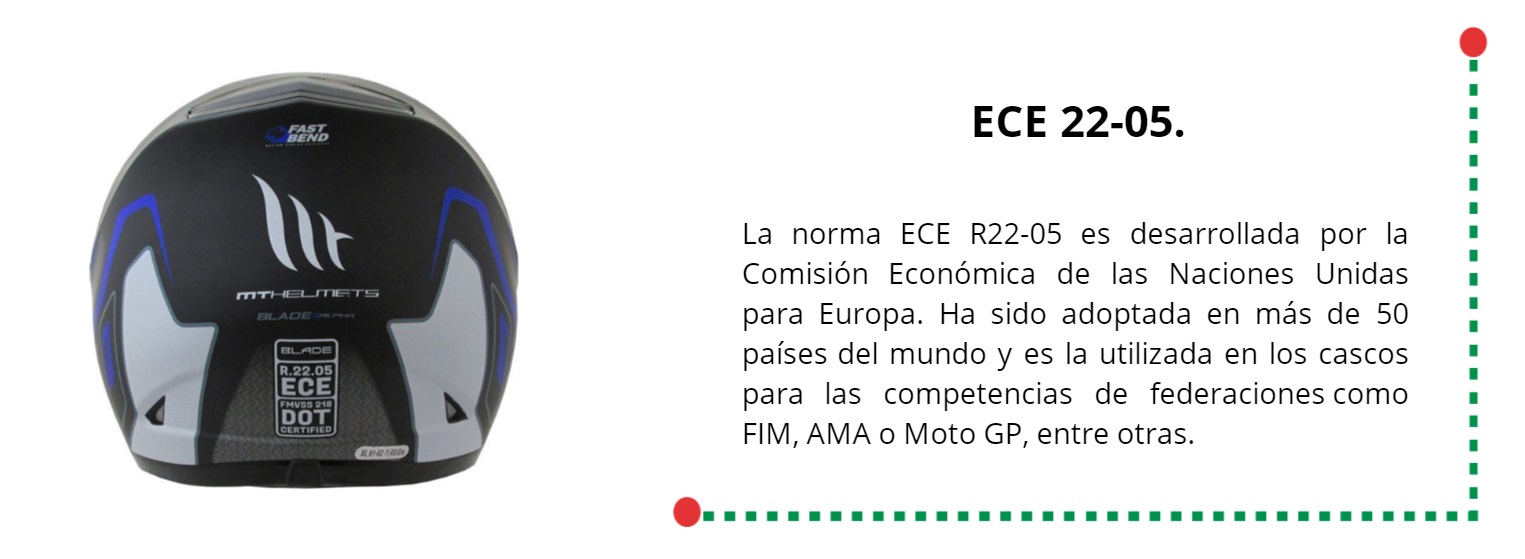 FAST
BEND
MT HELMETS
BLADE
ALPHA
BLADE
R.22.05
ECE
FMVSS 218
DOT
CERTIFIED
ECE 22-05.
La norma ECE R22-05 es desarrollada por la
Comisión Económica de las Naciones Unidas
para Europa. Ha sido adoptada en más de 50
países del mundo y es la utilizada en los cascos
para las competencias de federaciones como
FIM, AMA o Moto GP, entre otras.